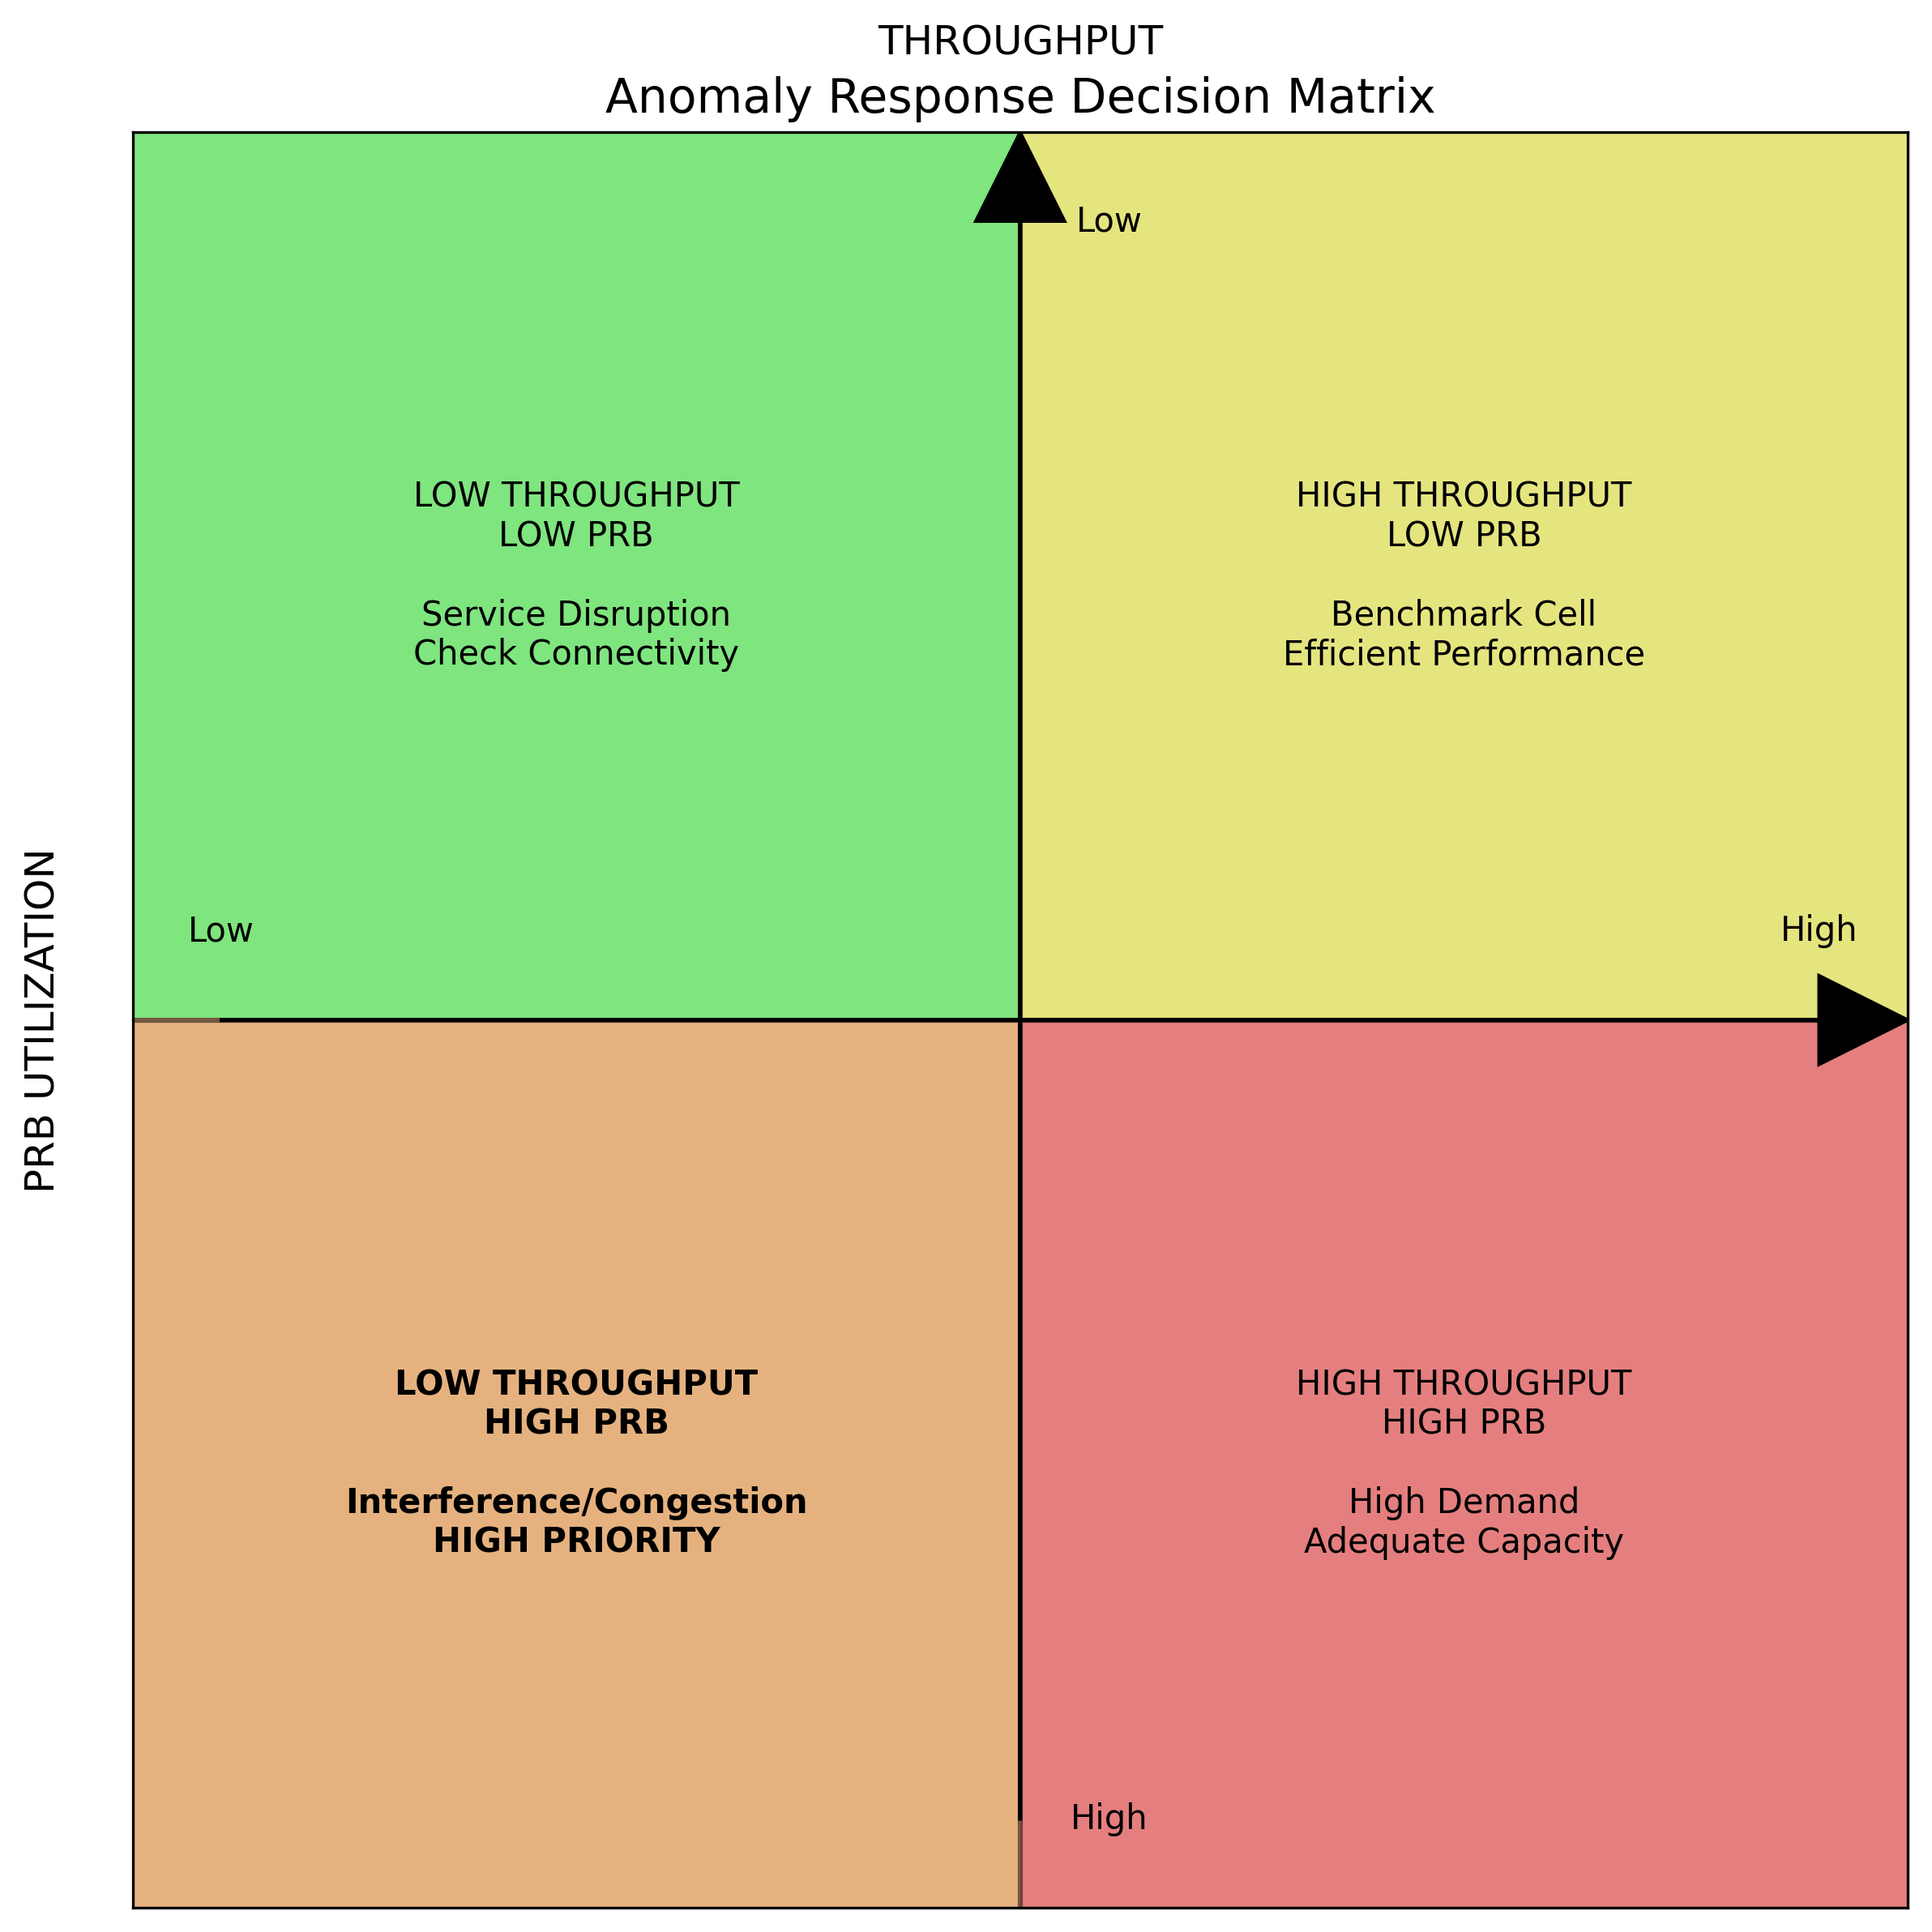 THROUGHPUT
Anomaly Response Decision Matrix
Low
LOW THROUGHPUT
LOW PRB
Service Disruption
Check Connectivity
HIGH THROUGHPUT
LOW PRB
Benchmark Cell
Efficient Performance
Low
High
PRB UTILIZATION
LOW THROUGHPUT
HIGH PRB
Interference/Congestion
HIGH PRIORITY
HIGH THROUGHPUT
HIGH PRB
High Demand
Adequate Capacity
High